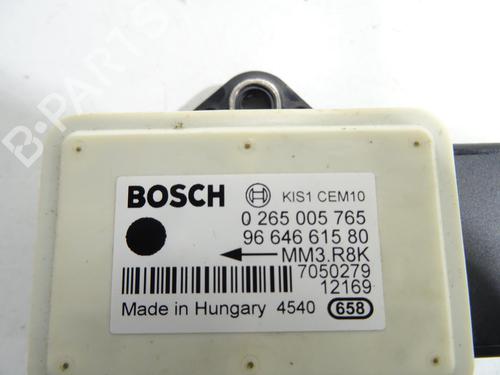 B-PARTS
BOSCH KIS1 CEM10
0 265 005 765
96 646 615 80
MM3.R8K
7050279
12169
Made in Hungary 4540 658